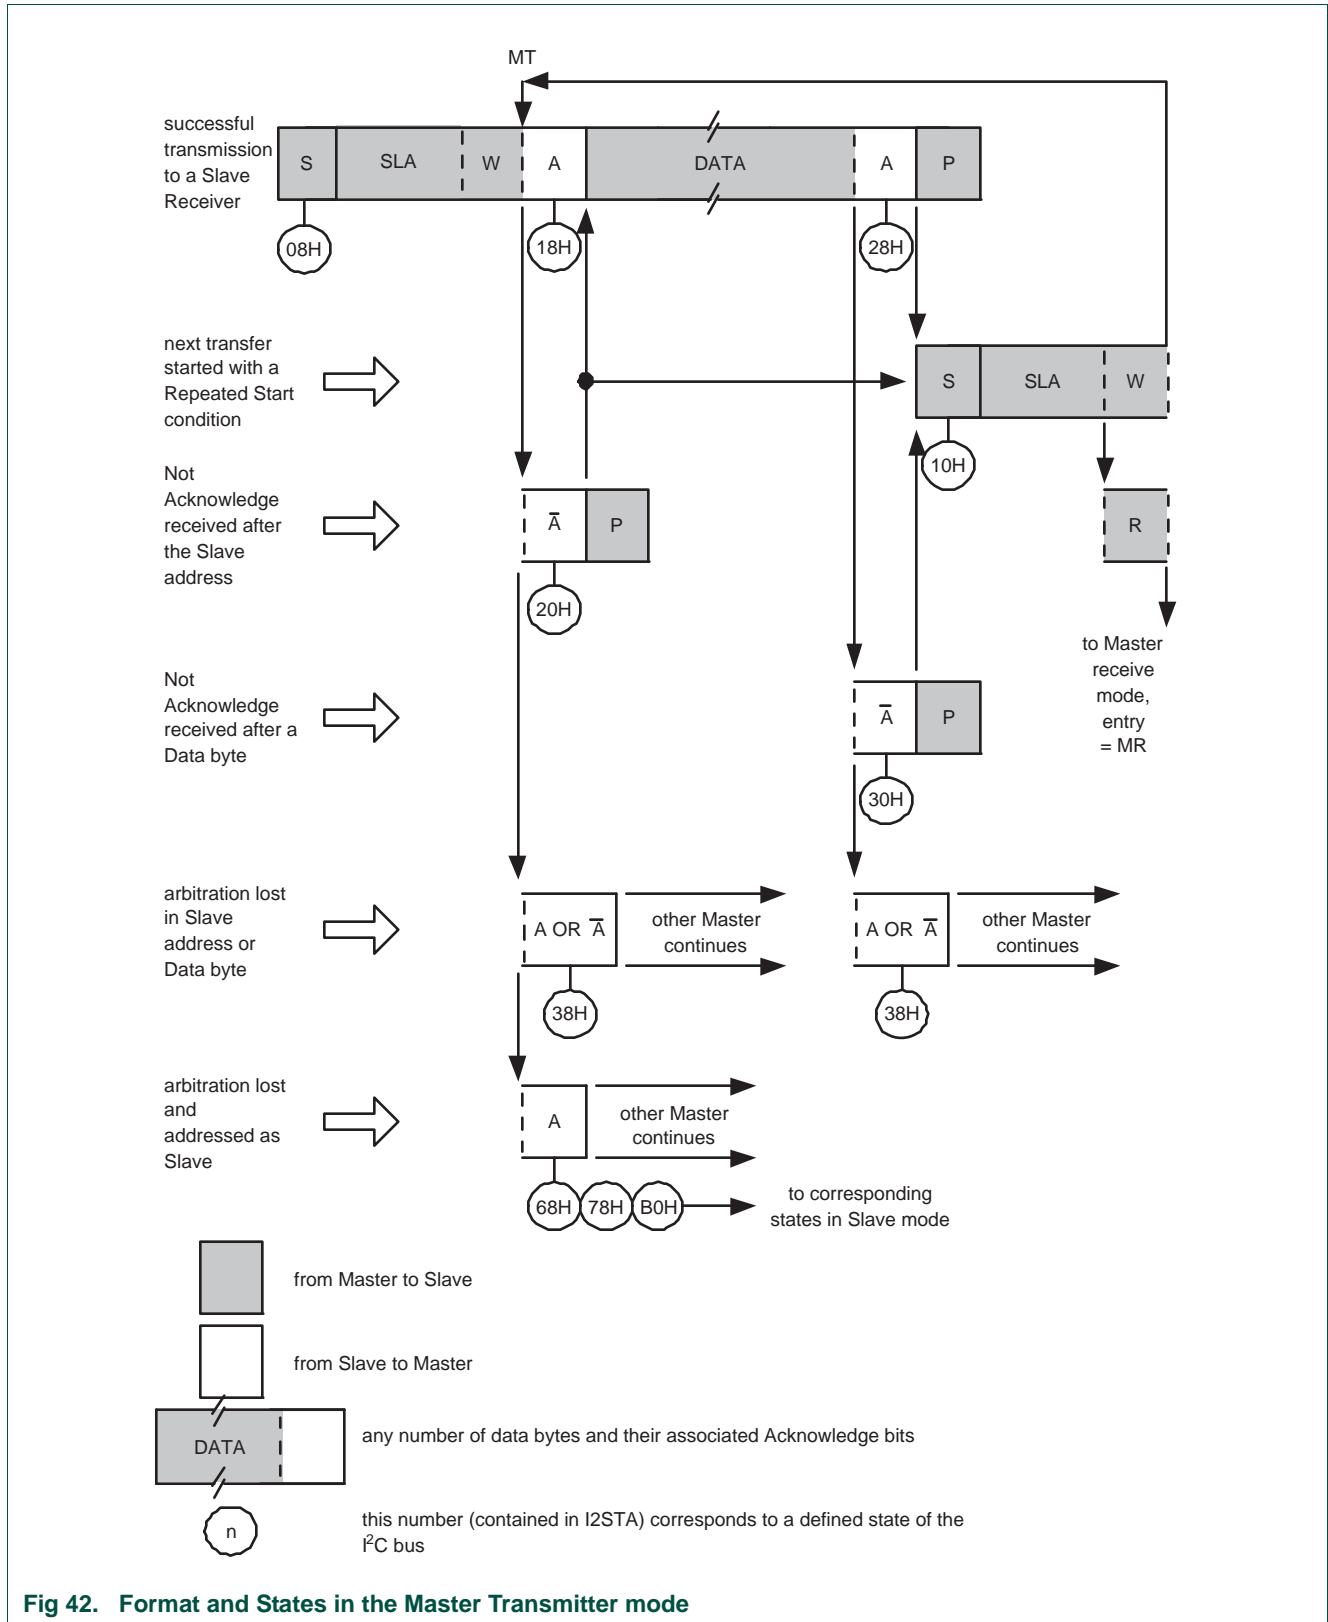 MT
successful
transmission
to a Slave
Receiver
S
SLA
W
A
DATA
A
P
08H
18H
28H
next transfer
started with a
Repeated Start
condition
S
SLA
W
10H
Not
Acknowledge
received after
the Slave
address
A̅
P
R
20H
to Master
receive
mode,
entry
= MR
Not
Acknowledge
received after a
Data byte
A̅
P
30H
arbitration lost
in Slave
address or
Data byte
A OR A̅
other Master
continues
A OR A̅
other Master
continues
38H
38H
arbitration lost
and
addressed as
Slave
A
other Master
continues
68H
78H
B0H
to corresponding
states in Slave mode
from Master to Slave
from Slave to Master
DATA
any number of data bytes and their associated Acknowledge bits
n
this number (contained in I2STA) corresponds to a defined state of the
I²C bus
Fig 42. Format and States in the Master Transmitter mode